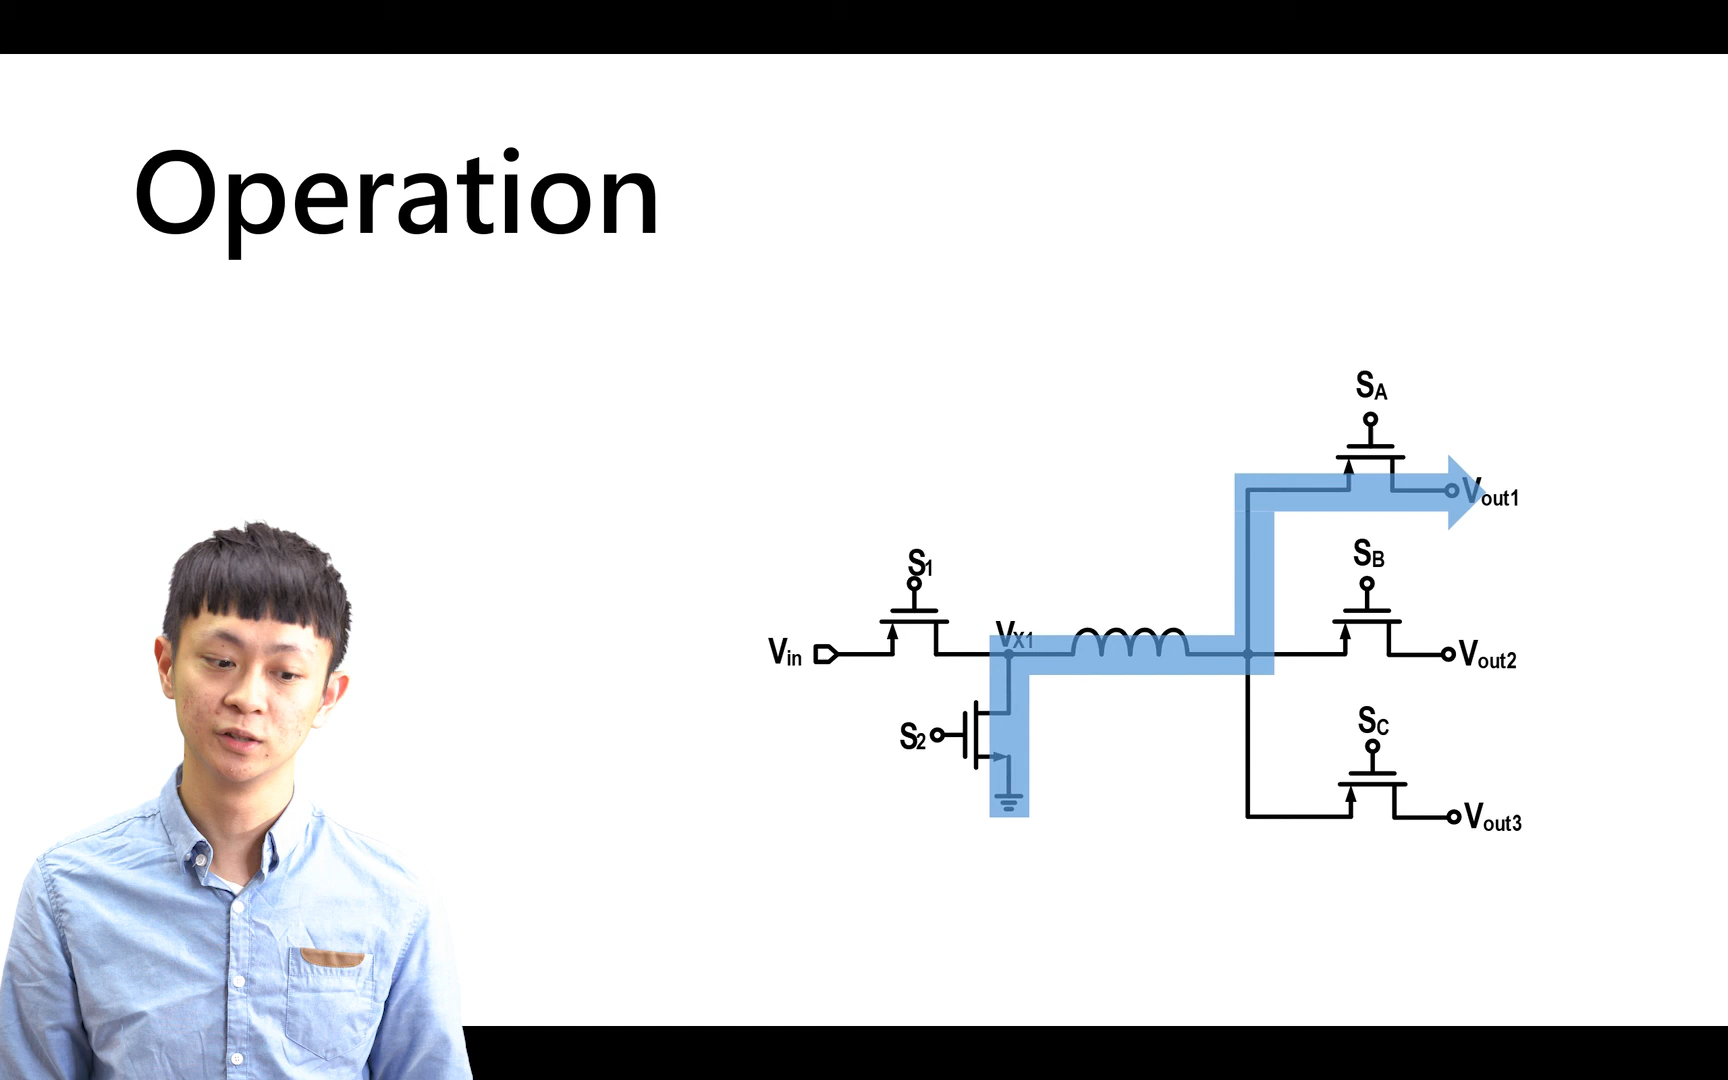 Operation
SA
Vout1
SB
S1
VX1
Vin
Vout2
S2
SC
Vout3